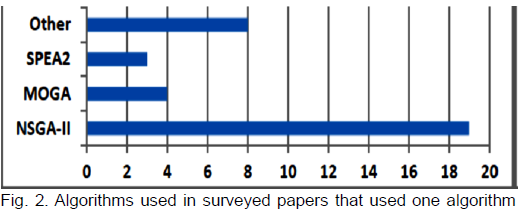 Other
SPEA2
MOGA
NSGA-II
0 2 4 6 8 10 12 14 16 18 20
Fig. 2. Algorithms used in surveyed papers that used one algorithm